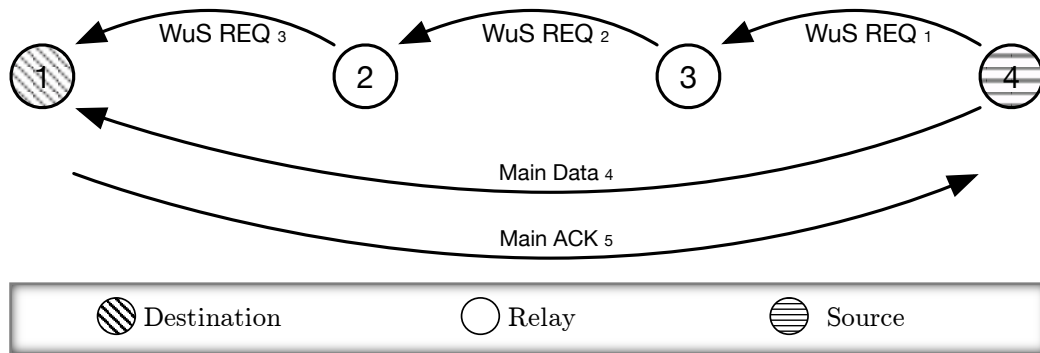 WuS REQ 3 WuS REQ 2 WuS REQ 1
1 2 3 4
Main Data 4
Main ACK 5
Destination Relay Source